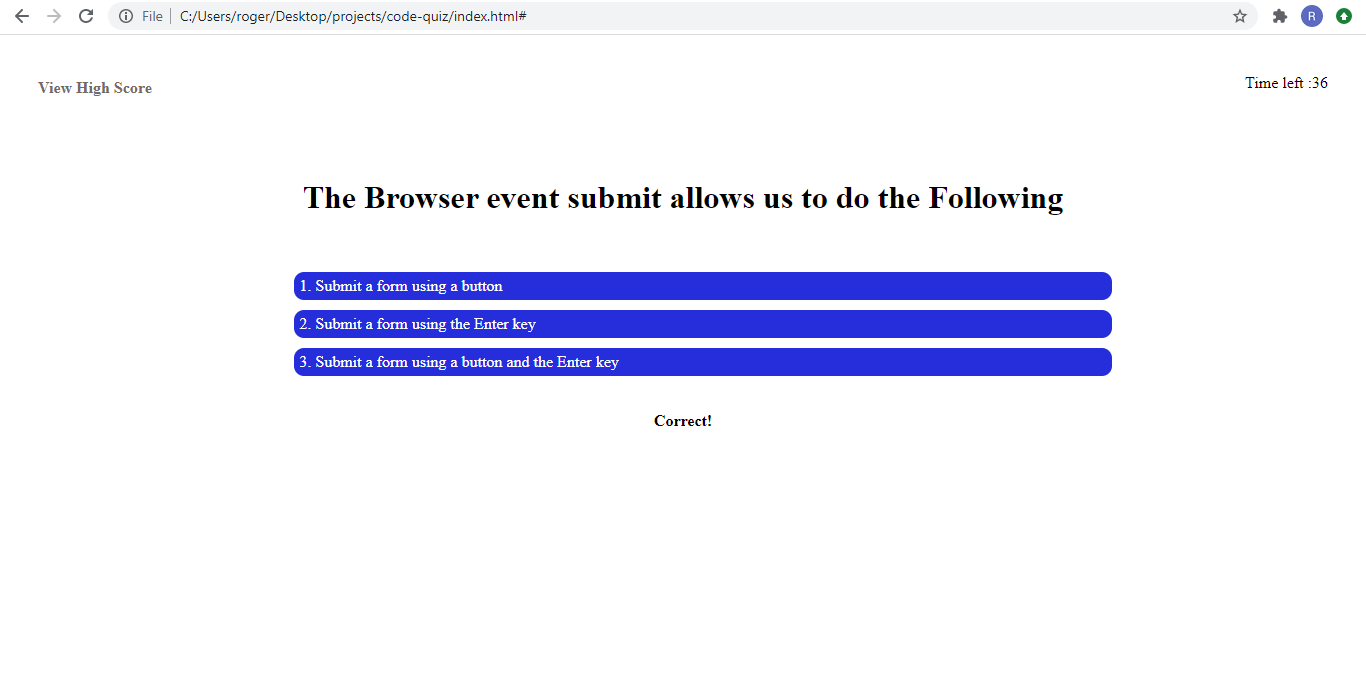 File
C:/Users/roger/Desktop/projects/code-quiz/index.html#
R
View High Score
Time left :36
The Browser event submit allows us to do the Following
1. Submit a form using a button
2. Submit a form using the Enter key
3. Submit a form using a button and the Enter key
Correct!